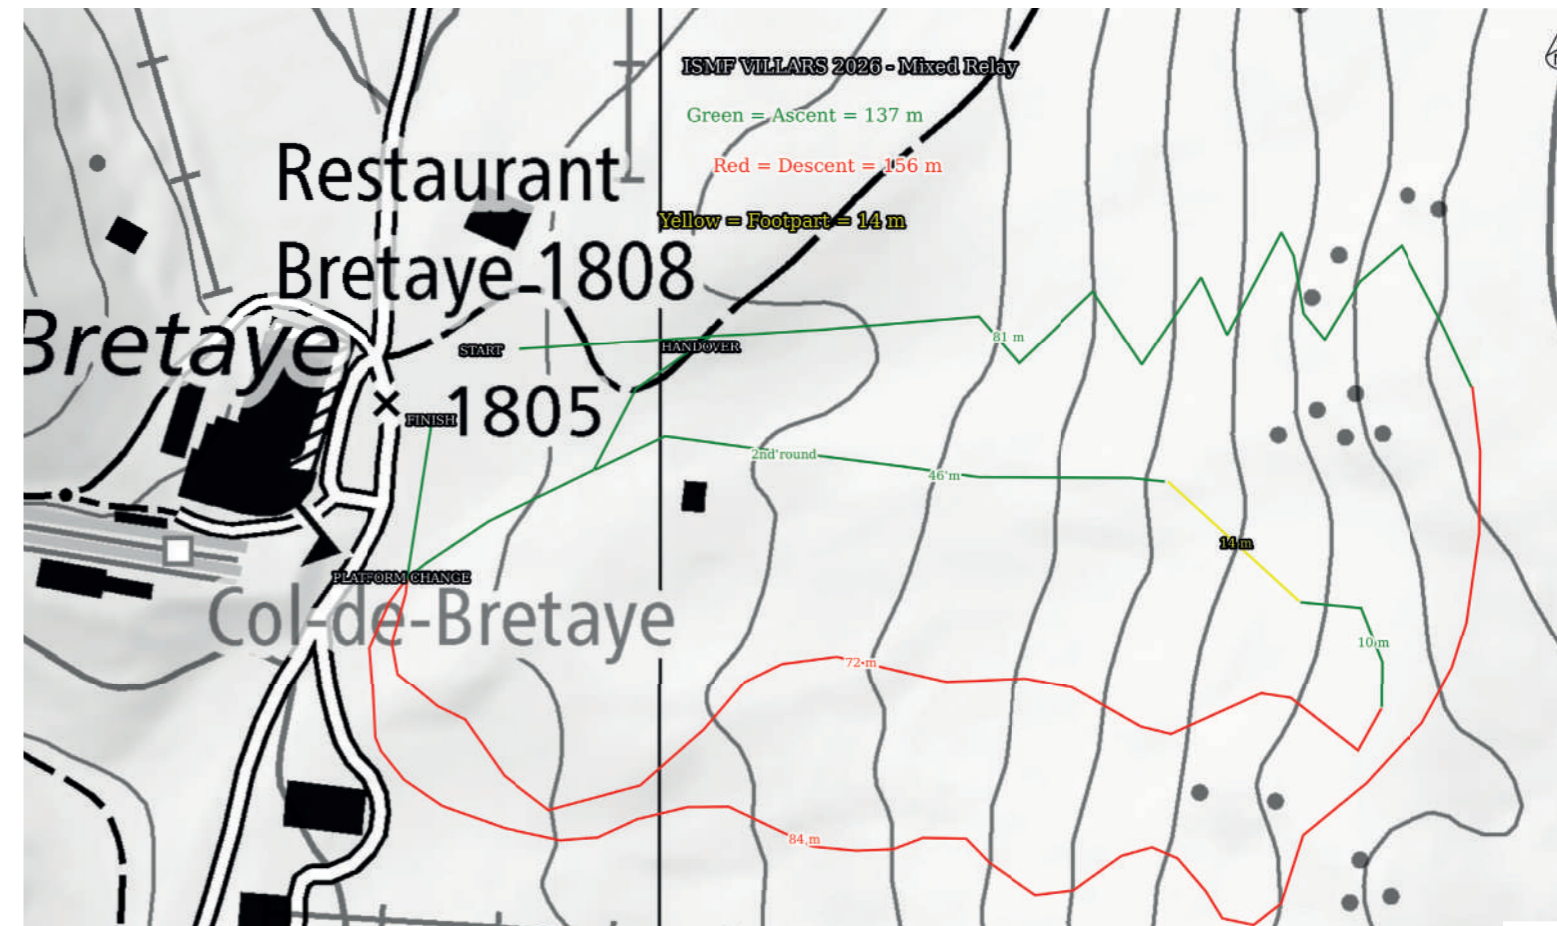 ISMF VILLARS 2026 - Mixed Relay
Green = Ascent = 137 m
Red = Descent = 156 m
Yellow = Footpart = 14 m
Restaurant
Bretaye 1808
Bretaye
START
HANDOVER
81 m
1805
FINISH
2nd round
46 m
14 m
PLATFORM CHANGE
Col-de-Bretaye
10 m
72 m
84 m